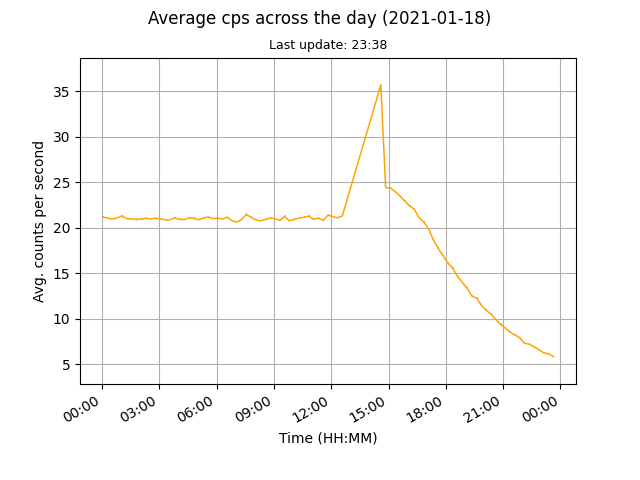 Average cps across the day (2021-01-18)
Last update: 23:38
Avg. counts per second
35
30
25
20
15
10
5
00:00 03:00 06:00 09:00 12:00 15:00 18:00 21:00 00:00
Time (HH:MM)